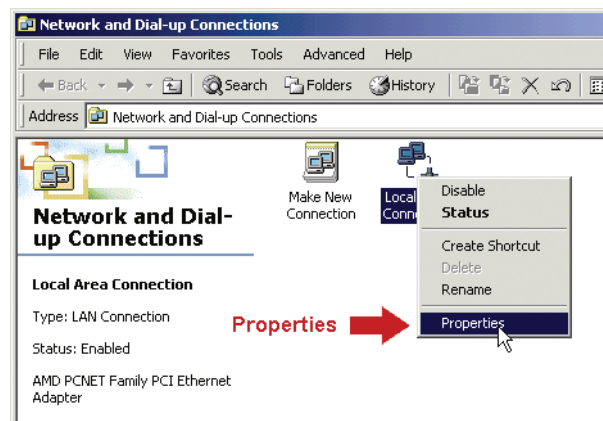 Network and Dial-up Connections
File Edit View Favorites Tools Advanced Help
Back Search Folders History
Address Network and Dial-up Connections
Network and Dial-
up Connections
Local Area Connection
Type: LAN Connection
Status: Enabled
AMD PCNET Family PCI Ethernet
Adapter
Make New
Connection
Local
Conn
Disable
Status
Create Shortcut
Delete
Rename
Properties
Properties